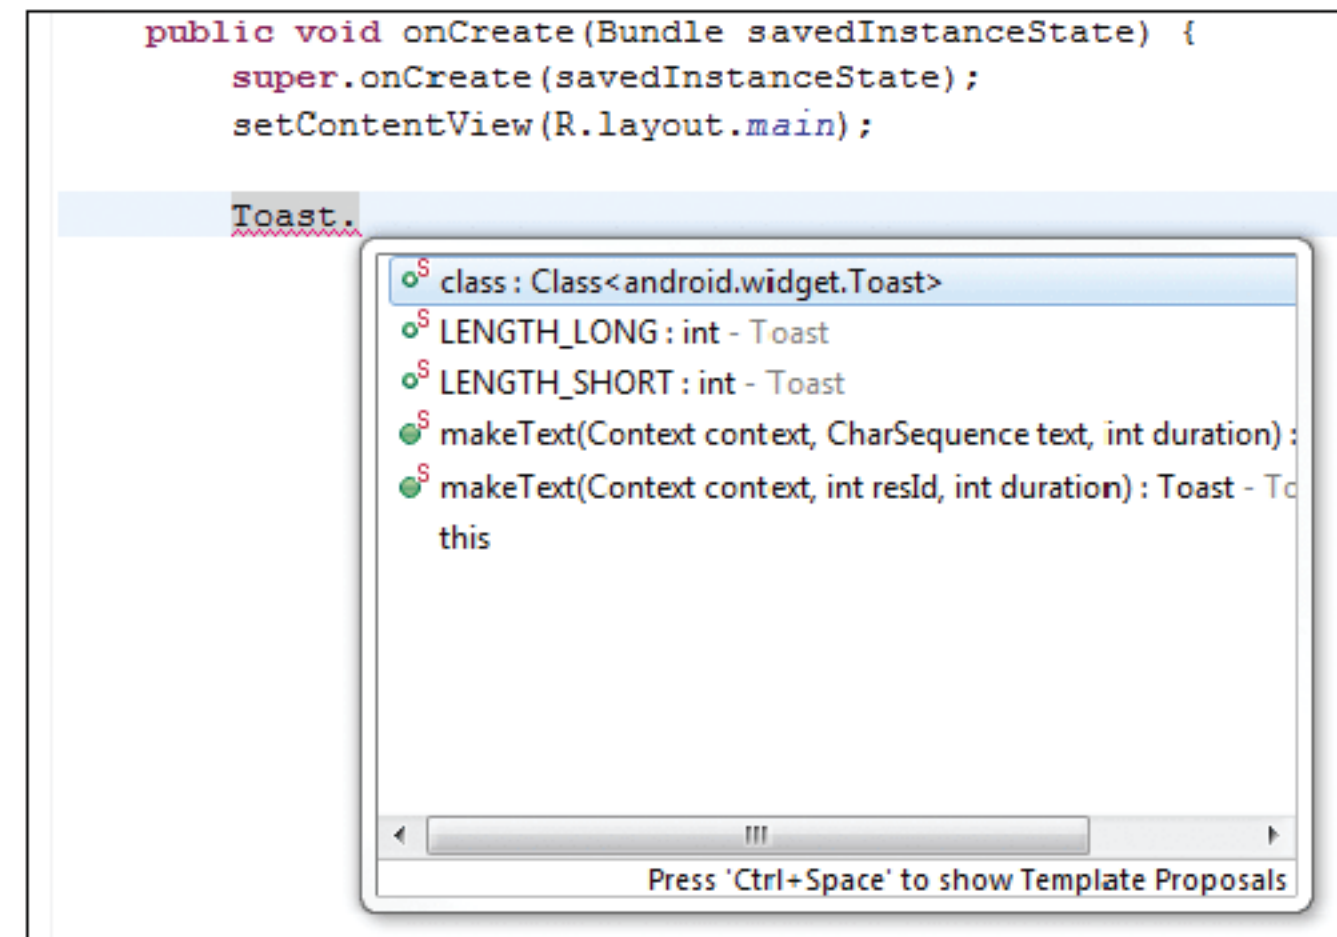 public void onCreate(Bundle savedInstanceState) {
super.onCreate(savedInstanceState);
setContentView(R.layout.main);
Toast.
S class : Class<android.widget.Toast>
S LENGTH_LONG : int - Toast
S LENGTH_SHORT : int - Toast
S makeText(Context context, CharSequence text, int duration) :
S makeText(Context context, int resId, int duration) : Toast - To
this
Press 'Ctrl+Space' to show Template Proposals